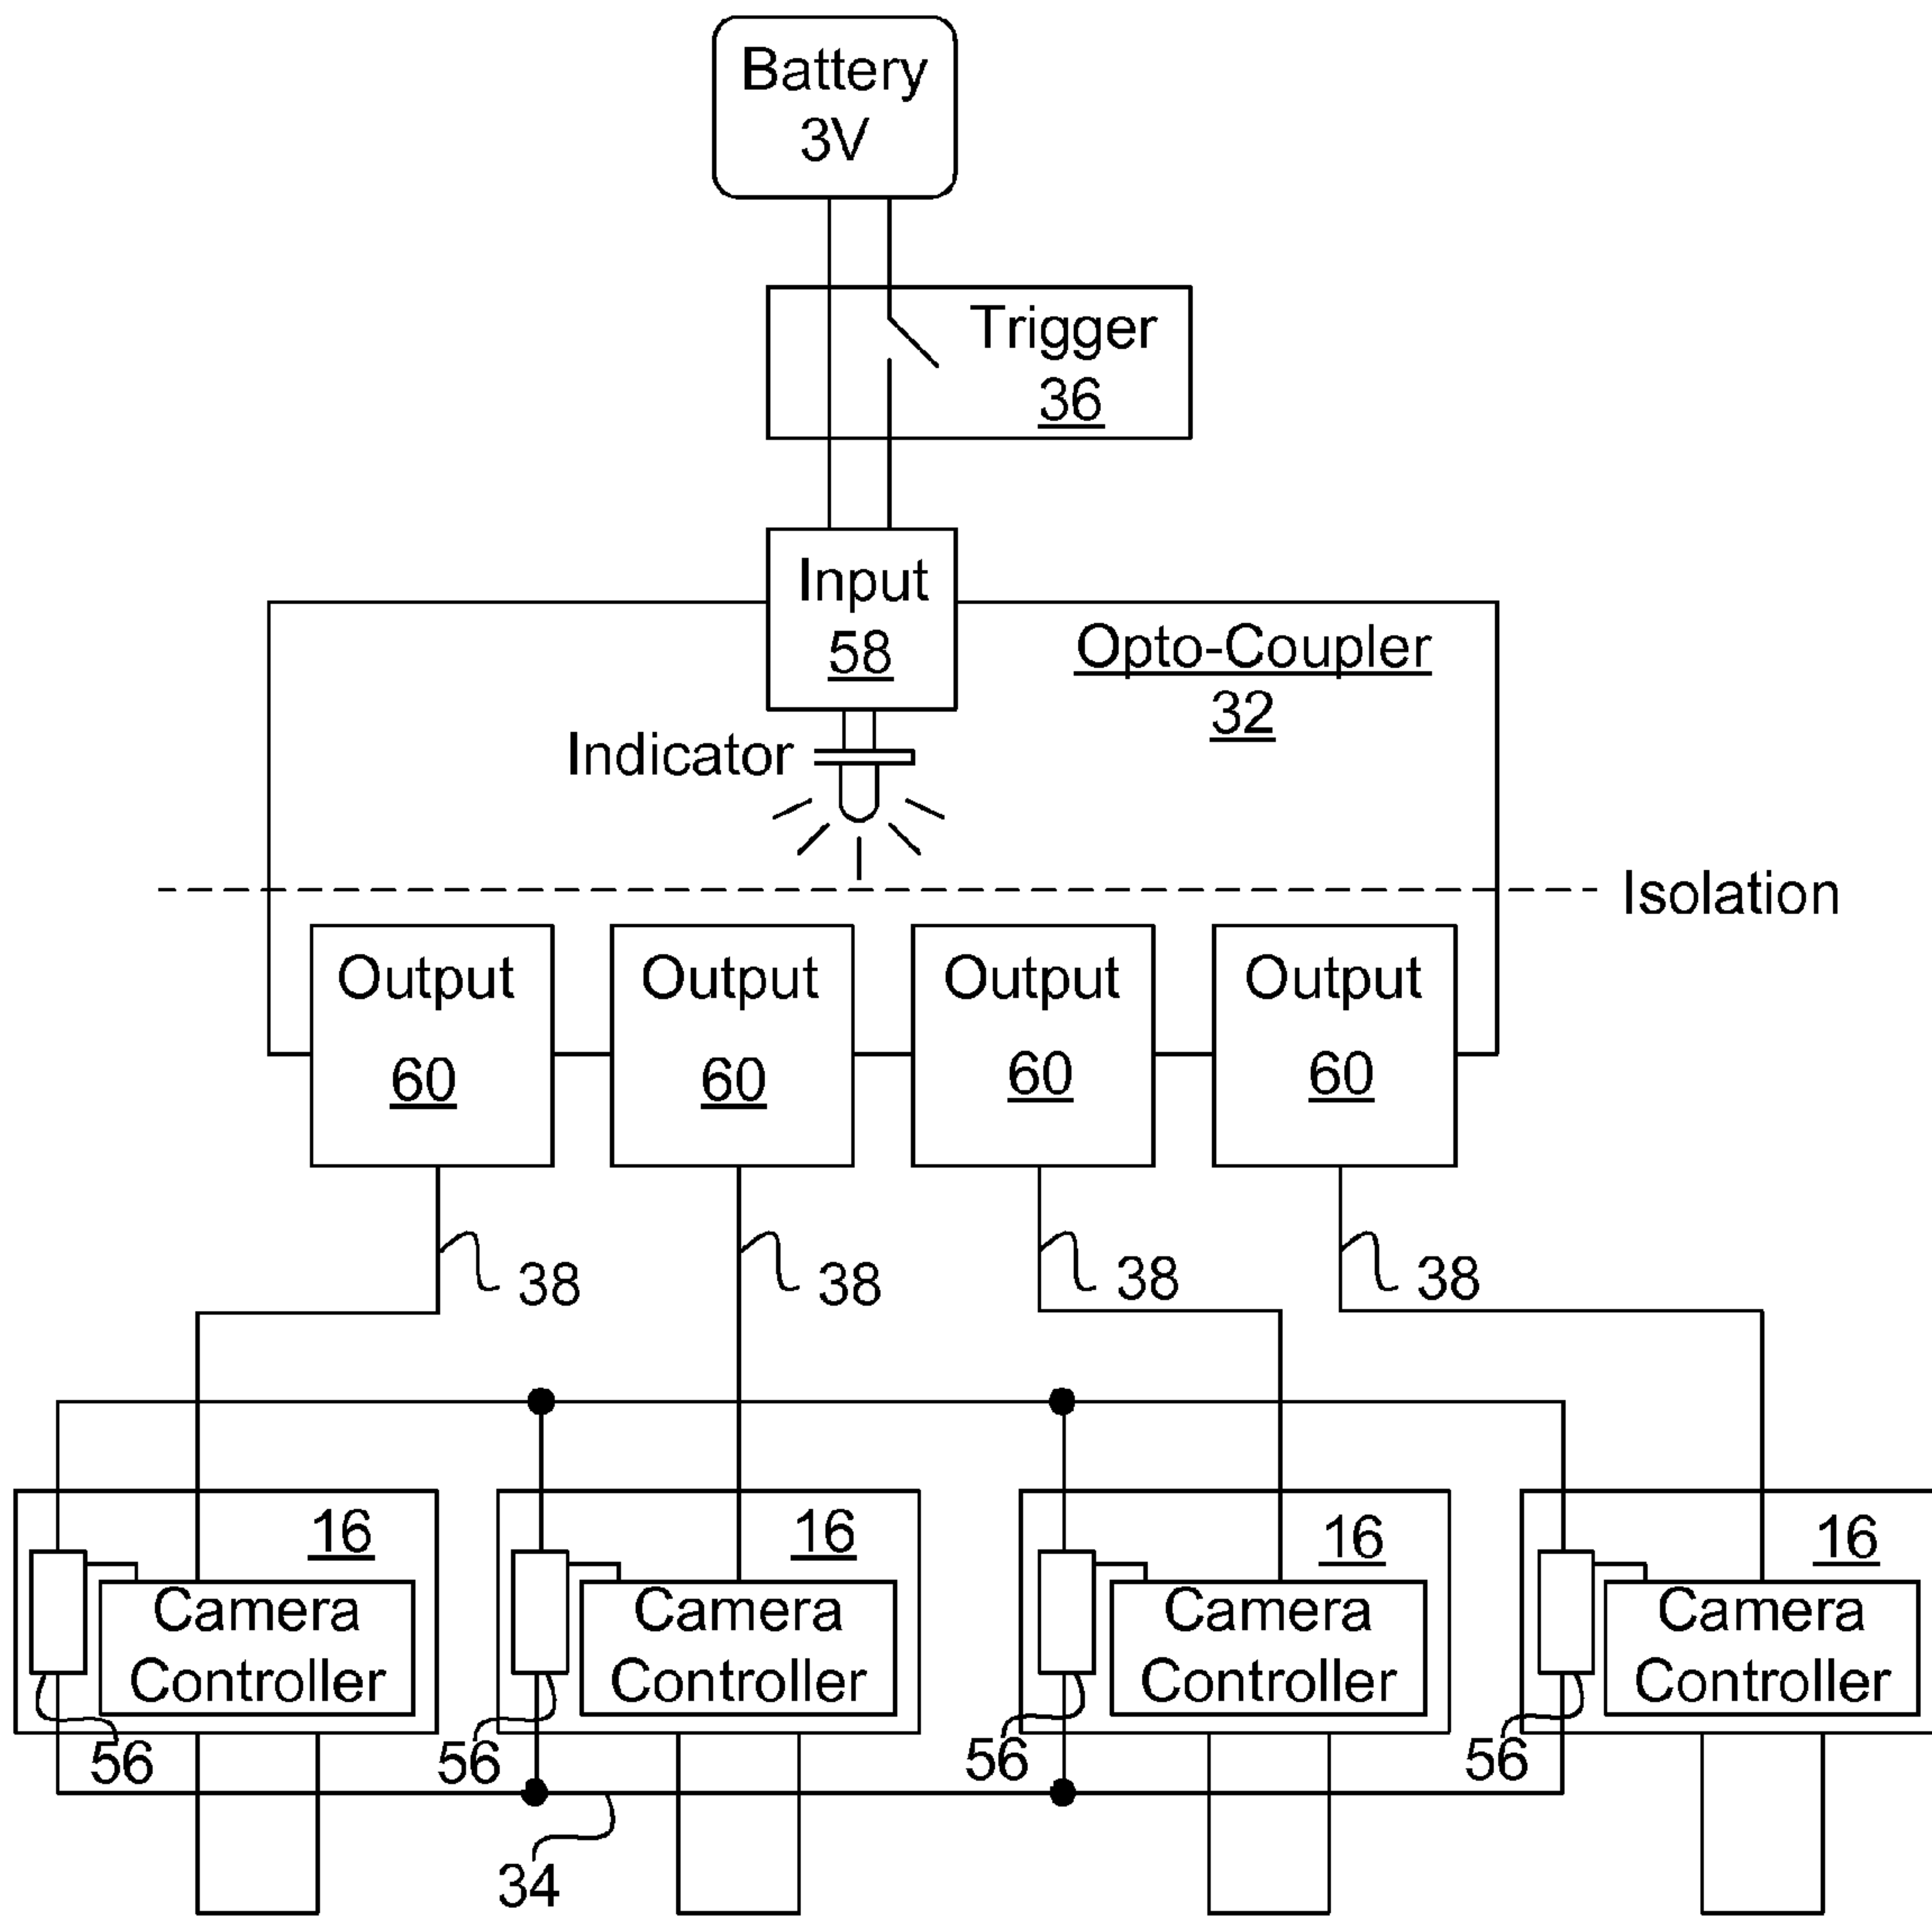 Battery
3V
Trigger
36
Input
58
Opto-Coupler
32
Indicator
Isolation
Output
60
Output
60
Output
60
Output
60
38
38
38
38
16
16
16
16
Camera
Controller
Camera
Controller
Camera
Controller
Camera
Controller
56
56
56
56
34